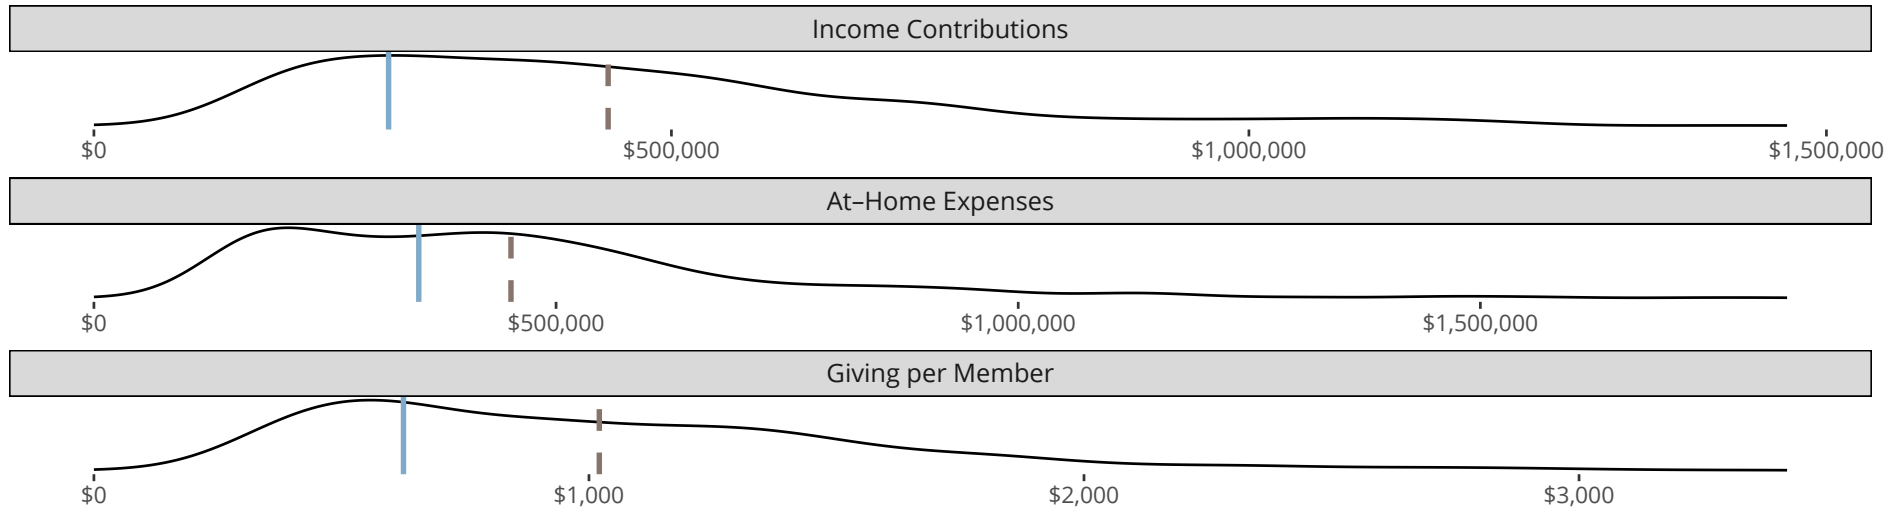 Income Contributions
$0 $500,000 $1,000,000 $1,500,000
At–Home Expenses
$0 $500,000 $1,000,000 $1,500,000
Giving per Member
$0 $1,000 $2,000 $3,000